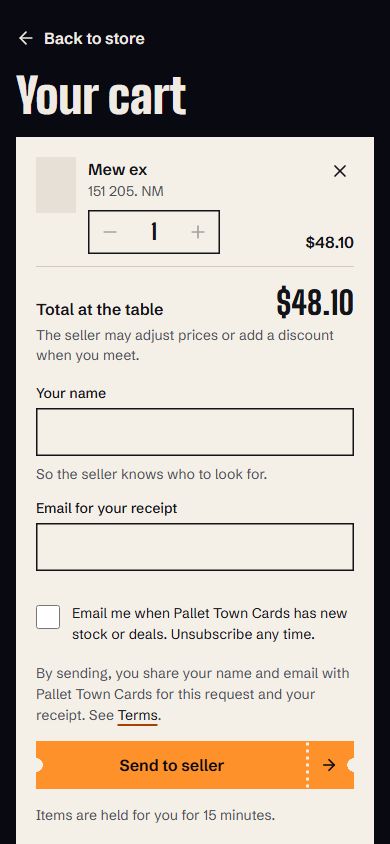 Back to store
Your cart
Mew ex
151 205. NM
1
$48.10
Total at the table
$48.10
The seller may adjust prices or add a discount
when you meet.
Your name
So the seller knows who to look for.
Email for your receipt
Email me when Pallet Town Cards has new
stock or deals. Unsubscribe any time.
By sending, you share your name and email with
Pallet Town Cards for this request and your
receipt. See Terms.
Send to seller
Items are held for you for 15 minutes.